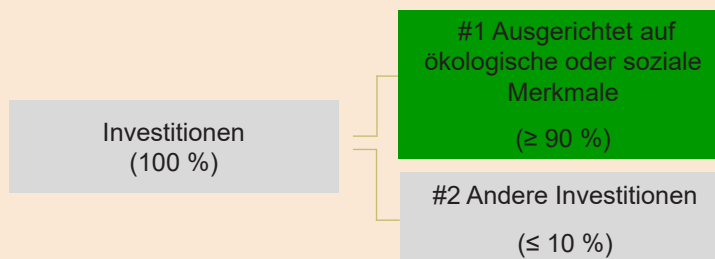 #1 Ausgerichtet auf
ökologische oder soziale
Merkmale
(≥ 90 %)
Investitionen
(100 %)
#2 Andere Investitionen
(≤ 10 %)